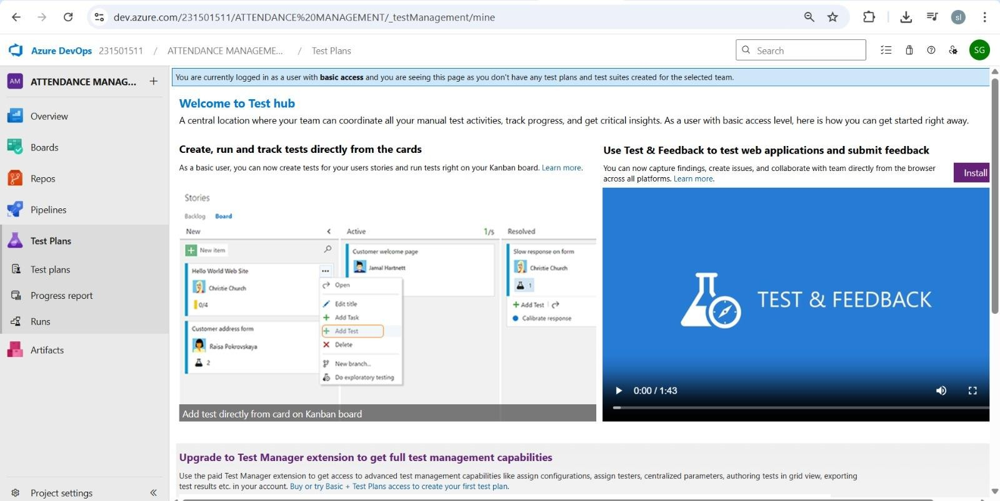 dev.azure.com/231501511/ATTENDANCE%20MANAGEMENT/_testManagement/mine
sl
Azure DevOps 231501511 / ATTENDANCE MANAGEME... / Test Plans
Search
SG
AM ATTENDANCE MANAG... +
Overview
Boards
Repos
Pipelines
Test Plans
Test plans
Progress report
Runs
Artifacts
Project settings
You are currently logged in as a user with basic access and you are seeing this page as you don't have any test plans and test suites created for the selected team.
Welcome to Test hub
A central location where your team can coordinate all your manual test activities, track progress, and get critical insights. As a user with basic access level, here is how you can get started right away.
Create, run and track tests directly from the cards
As a basic user, you can now create tests for your users stories and run tests right on your Kanban board. Learn more.
Stories
Backlog Board
New
New item
Hello World Web Site
Christie Church
0/4
Customer address form
Raisa Pokrovskaya
2
Open
Edit title
Add Task
Add Test
Delete
New branch...
Do exploratory testing
Active 1/5
Customer welcome page
Jamal Hartnett
Resolved
Slow response on form
Christie Church
1
Add Test
Calibrate response
Add test directly from card on Kanban board
Use Test & Feedback to test web applications and submit feedback
You can now capture findings, create issues, and collaborate with team directly from the browser
across all platforms. Learn more.
Install
TEST & FEEDBACK
0:00 / 1:43
Upgrade to Test Manager extension to get full test management capabilities
Use the paid Test Manager extension to get access to advanced test management capabilities like assign configurations, assign testers, centralized parameters, authoring tests in grid view, exporting
test results etc. in your account. Buy or try Basic + Test Plans access to create your first test plan.